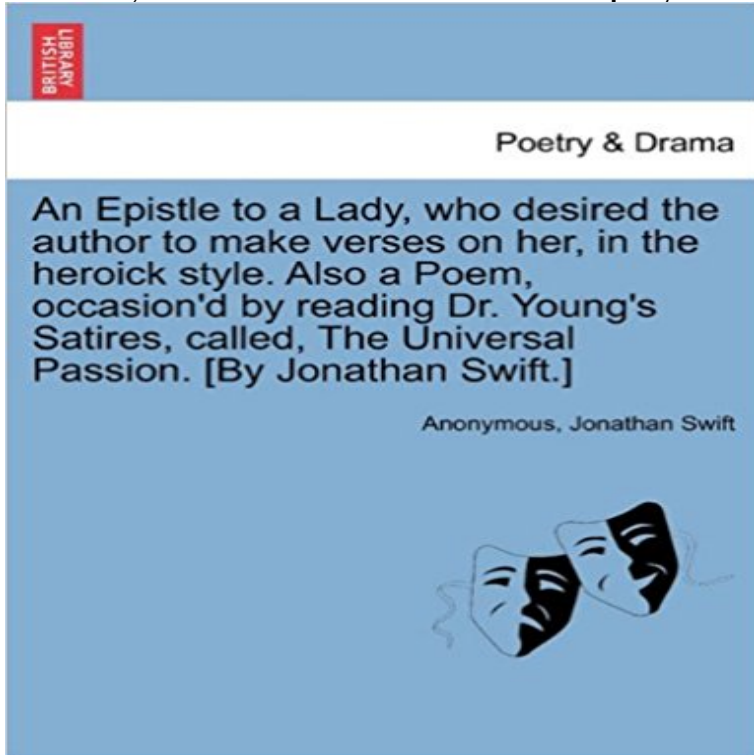 BRITISH
LIBRARY
Poetry & Drama
An Epistle to a Lady, who desired the
author to make verses on her, in the
heroick style. Also a Poem,
occasion'd by reading Dr. Young's
Satires, called, The Universal
Passion. [By Jonathan Swift.]
Anonymous, Jonathan Swift